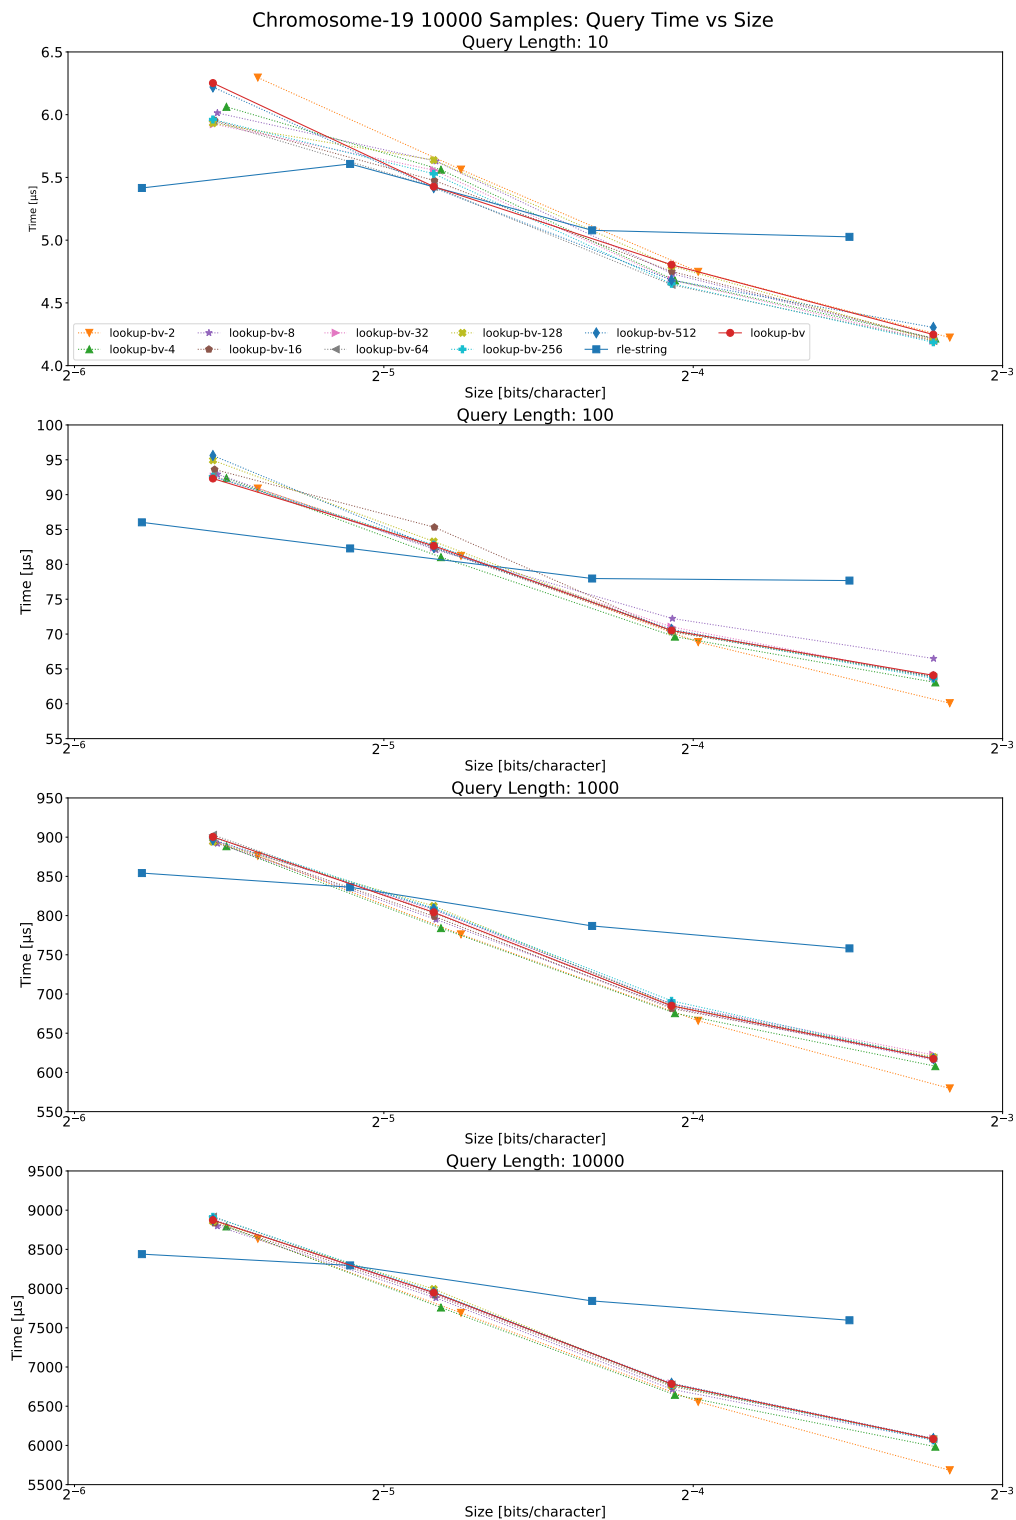 Chromosome-19 10000 Samples: Query Time vs Size
Query Length: 10
6.5
6.0
5.5
5.0
4.5
4.0
Time [µs]
lookup-bv-2 lookup-bv-8 lookup-bv-32 lookup-bv-128 lookup-bv-512 lookup-bv
lookup-bv-4 lookup-bv-16 lookup-bv-64 lookup-bv-256 rle-string
2⁻⁶ 2⁻⁵ 2⁻⁴ 2⁻³
Size [bits/character]
Query Length: 100
100
95
90
85
80
75
70
65
60
55
Time [µs]
2⁻⁶ 2⁻⁵ 2⁻⁴ 2⁻³
Size [bits/character]
Query Length: 1000
950
900
850
800
750
700
650
600
550
Time [µs]
2⁻⁶ 2⁻⁵ 2⁻⁴ 2⁻³
Size [bits/character]
Query Length: 10000
9500
9000
8500
8000
7500
7000
6500
6000
5500
Time [µs]
2⁻⁶ 2⁻⁵ 2⁻⁴ 2⁻³
Size [bits/character]